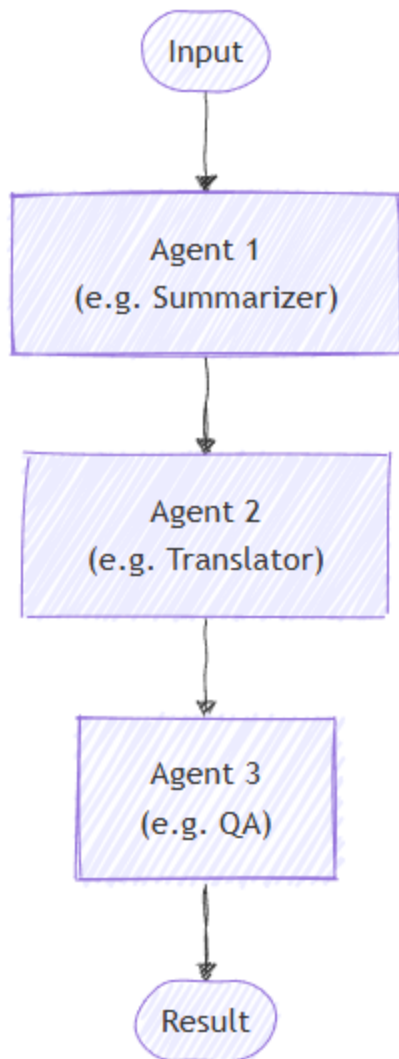 Input
Agent 1
(e.g. Summarizer)
Agent 2
(e.g. Translator)
Agent 3
(e.g. QA)
Result